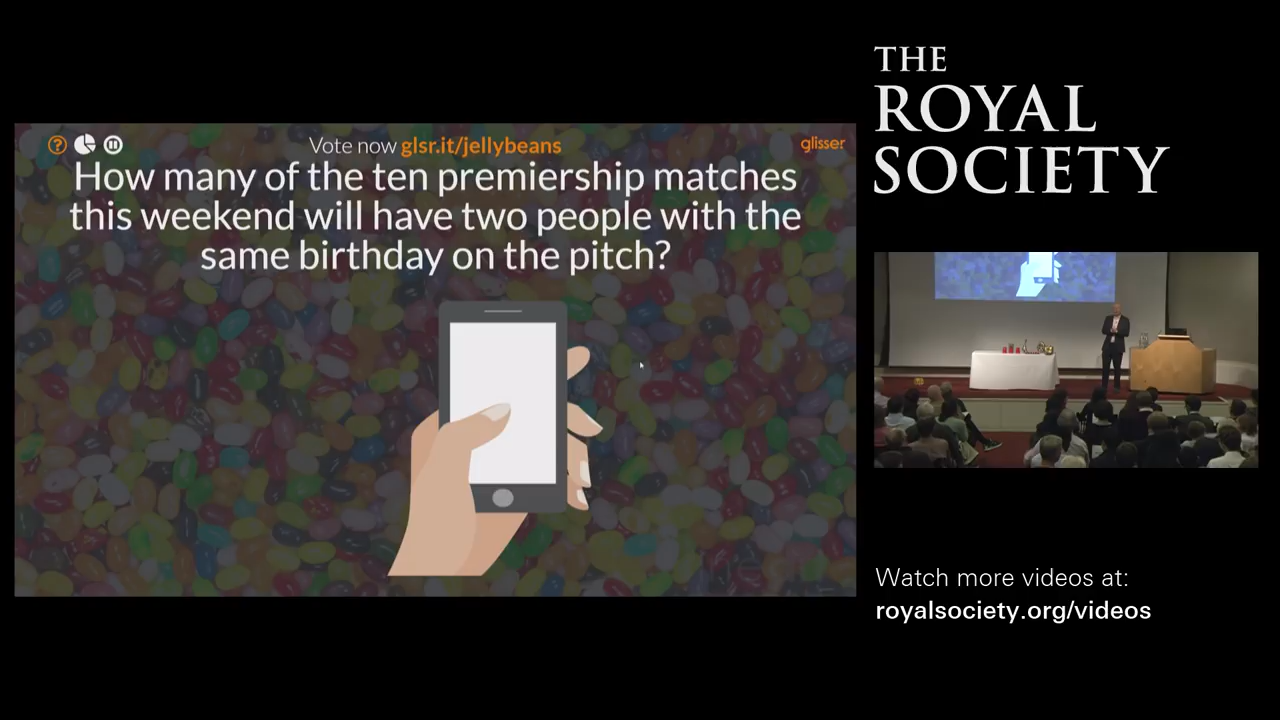 Vote now glsr.it/jellybeans
glisser
How many of the ten premiership matches
this weekend will have two people with the
same birthday on the pitch?
THE
ROYAL
SOCIETY
Watch more videos at:
royalsociety.org/videos